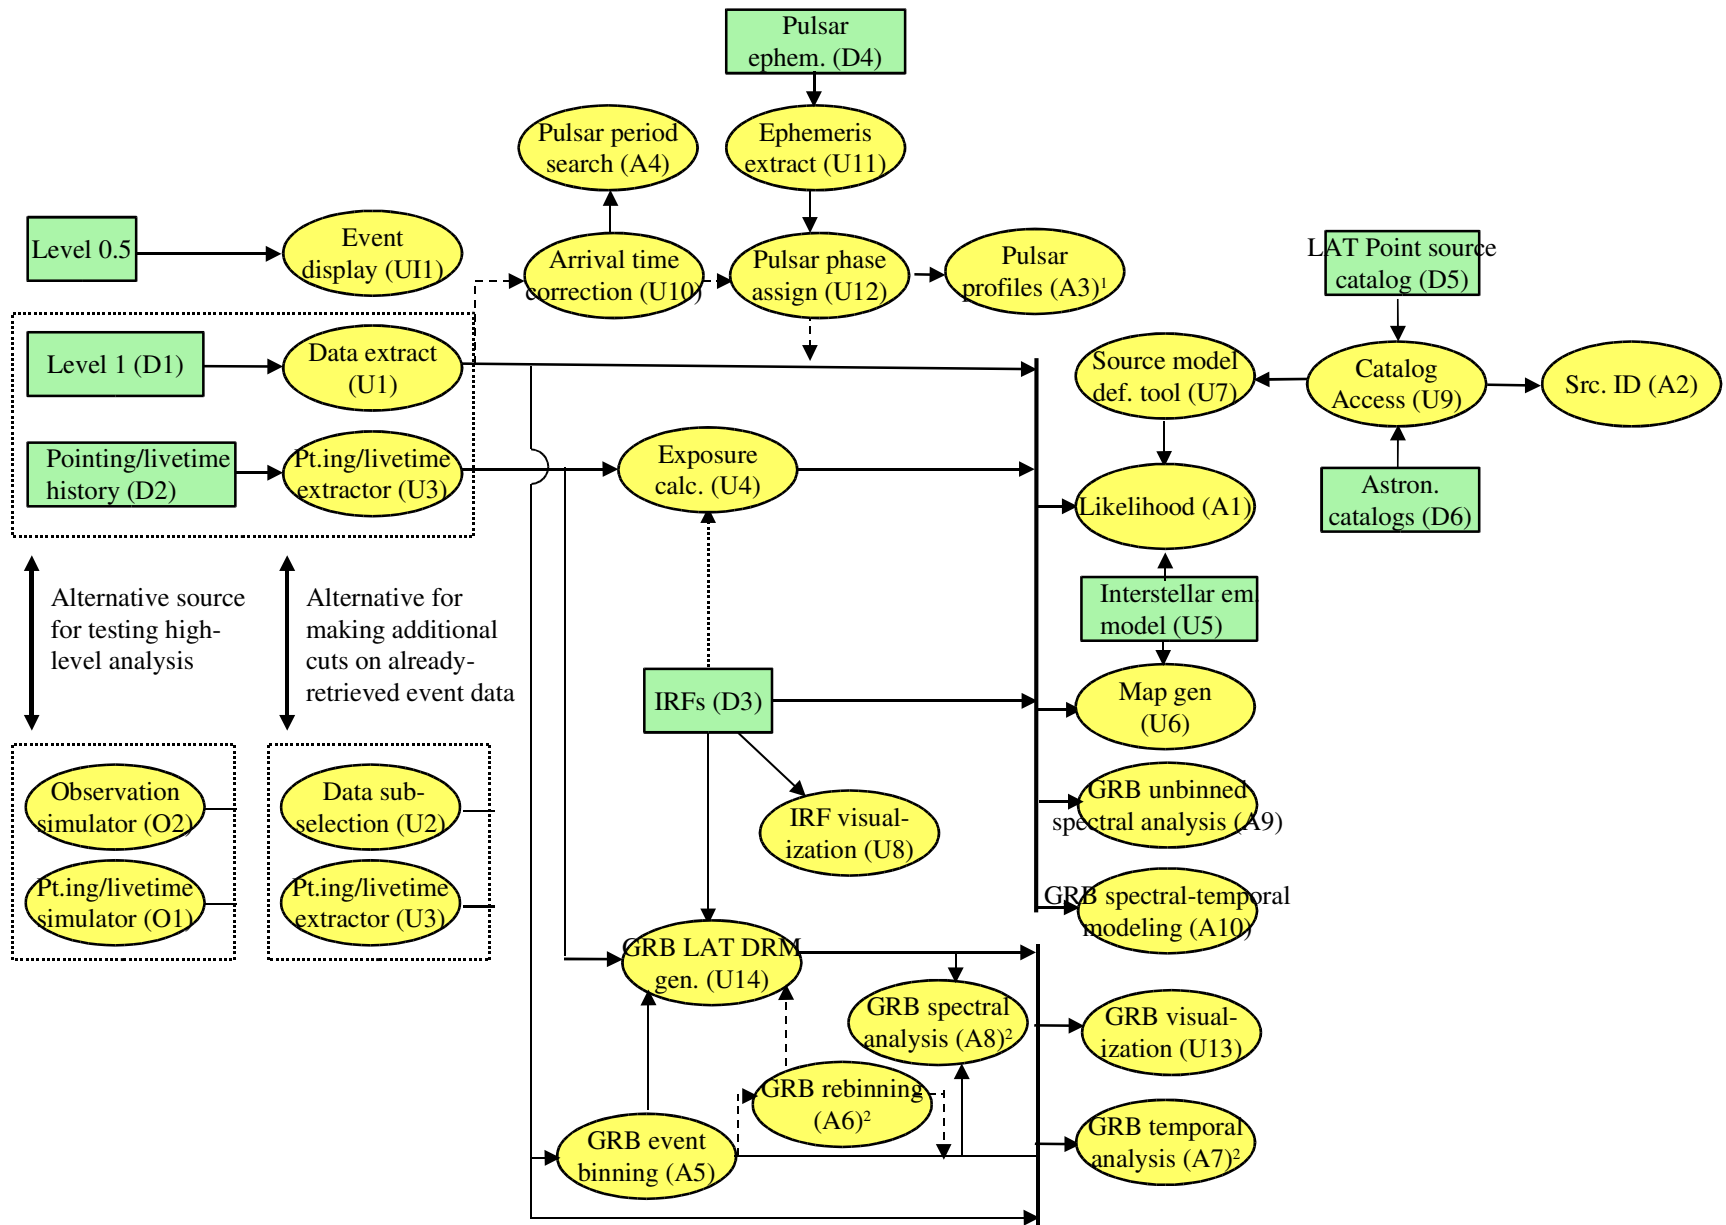 Pulsar
ephem. (D4)
Pulsar period
search (A4)
Ephemeris
extract (U11)
Level 0.5
Event
display (UI1)
Arrival time
correction (U10)
Pulsar phase
assign (U12)
Pulsar
profiles (A3)¹
LAT Point source
catalog (D5)
Level 1 (D1)
Data extract
(U1)
Source model
def. tool (U7)
Catalog
Access (U9)
Src. ID (A2)
Pointing/livetime
history (D2)
Pt.ing/livetime
extractor (U3)
Exposure
calc. (U4)
Likelihood (A1)
Astron.
catalogs (D6)
Alternative source
for testing high-
level analysis
Alternative for
making additional
cuts on already-
retrieved event data
Interstellar em.
model (U5)
IRFs (D3)
Map gen
(U6)
Observation
simulator (O2)
Data sub-
selection (U2)
IRF visual-
ization (U8)
GRB unbinned
spectral analysis (A9)
Pt.ing/livetime
simulator (O1)
Pt.ing/livetime
extractor (U3)
GRB spectral-temporal
modeling (A10)
GRB LAT DRM
gen. (U14)
GRB spectral
analysis (A8)²
GRB visual-
ization (U13)
GRB rebinning
(A6)²
GRB event
binning (A5)
GRB temporal
analysis (A7)²